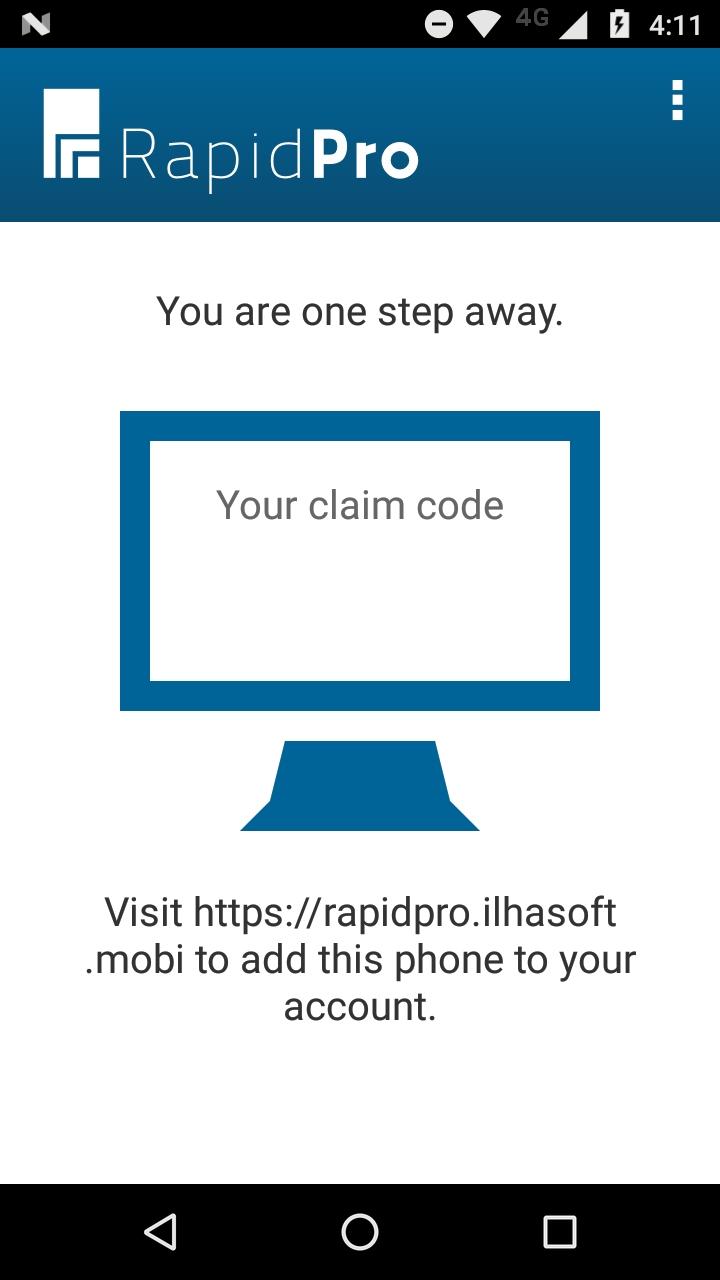 4G 4:11
RapidPro
You are one step away.
Your claim code
Visit https://rapidpro.ilhasoft
.mobi to add this phone to your
account.